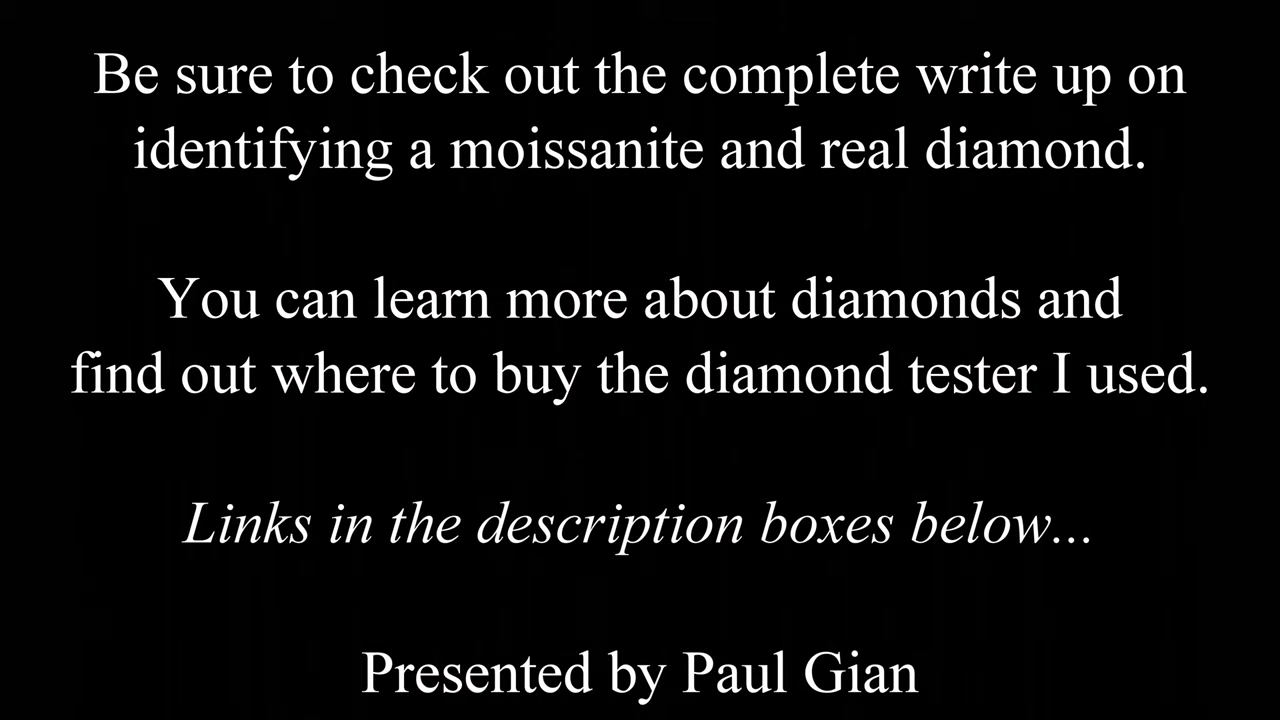 Be sure to check out the complete write up on
identifying a moissanite and real diamond.
You can learn more about diamonds and
find out where to buy the diamond tester I used.
Links in the description boxes below...
Presented by Paul Gian